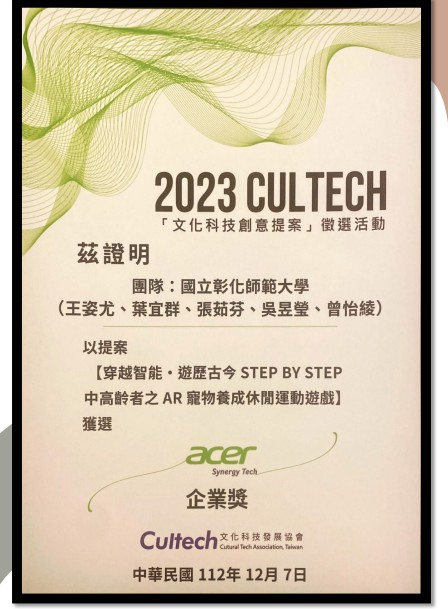 2023 CULTECH
「文化科技創意提案」徵選活動
茲證明
團隊：國立彰化師範大學
（王姿尤、葉宜群、張茹芬、吳昱瑩、曾怡綾）
以提案
【穿越智能・遊歷古今 STEP BY STEP
中高齡者之 AR 寵物養成休閒運動遊戲】
獲選
acer
Synergy Tech
企業獎
Cultech 文化科技發展協會
Cutural Tech Association, Taiwan
中華民國 112年 12月 7日